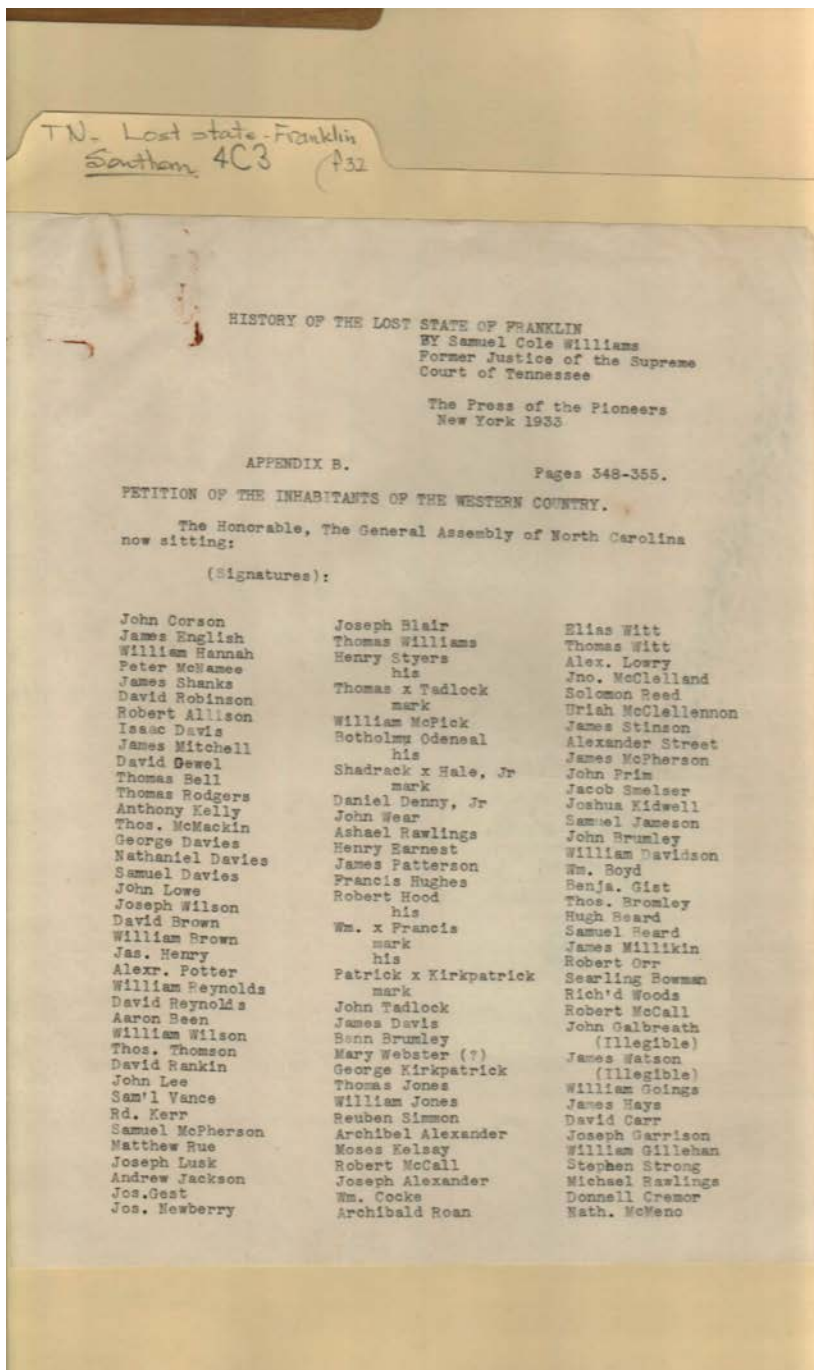 TN- Lost state-Franklin
Southern 4C3
p32
HISTORY OF THE LOST STATE OF FRANKLIN
BY Samuel Cole Williams
Former Justice of the Supreme
Court of Tennessee
The Press of the Pioneers
New York 1933
APPENDIX B.
Pages 348-355.
PETITION OF THE INHABITANTS OF THE WESTERN COUNTRY.
The Honorable, The General Assembly of North Carolina
now sitting:
(Signatures):
John Corson
James English
William Hannah
Peter McNamee
James Shanks
David Robinson
Robert Allison
Isaac Davis
James Mitchell
David Gewel
Thomas Bell
Thomas Rodgers
Anthony Kelly
Thos. McMackin
George Davies
Nathaniel Davies
Samuel Davies
John Lowe
Joseph Wilson
David Brown
William Brown
Jas. Henry
Alexr. Potter
William Reynolds
David Reynolds
Aaron Been
William Wilson
Thos. Thomson
David Rankin
John Lee
Sam'l Vance
Rd. Kerr
Samuel McPherson
Matthew Rue
Joseph Lusk
Andrew Jackson
Jos.Gest
Jos. Newberry
Joseph Blair
Thomas Williams
Henry Styers
his
Thomas x Tadlock
mark
William McPick
Botholmu Odeneal
his
Shadrack x Hale, Jr
mark
Daniel Denny, Jr
John Wear
Ashael Rawlings
Henry Earnest
James Patterson
Francis Hughes
Robert Hood
his
Wm. x Francis
mark
his
Patrick x Kirkpatrick
mark
John Tadlock
James Davis
Bann Brumley
Mary Webster (?)
George Kirkpatrick
Thomas Jones
William Jones
Reuben Simmon
Archibel Alexander
Moses Kelsay
Robert McCall
Joseph Alexander
Wm. Cocke
Archibald Roan
Elias Witt
Thomas Witt
Alex. Lowry
Jno. McClelland
Solomon Reed
Uriah McClellennon
James Stinson
Alexander Street
James McPherson
John Prim
Jacob Smelser
Joshua Kidwell
Samuel Jameson
John Brumley
William Davidson
Wm. Boyd
Benja. Gist
Thos. Bromley
Hugh Beard
Samuel Beard
James Millikin
Robert Orr
Searling Bowman
Rich'd Woods
Robert McCall
John Galbreath
(Illegible)
James Watson
(Illegible)
William Goings
James Hays
David Carr
Joseph Garrison
William Gillehan
Stephen Strong
Michael Rawlings
Donnell Cremor
Nath. McMeno